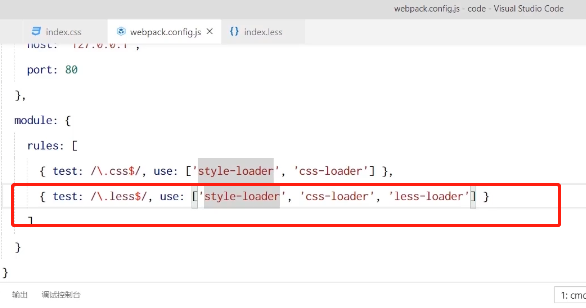 webpack.config.js - code - Visual Studio Code
index.css
webpack.config.js ×
{} index.less
host: "127.0.0.1",
port: 80
},
module: {
rules: [
{ test: /\.css$/, use: ['style-loader', 'css-loader'] },
{ test: /\.less$/, use: ['style-loader', 'css-loader', 'less-loader'] }
]
}
}
输出 调试控制台
1: cmd